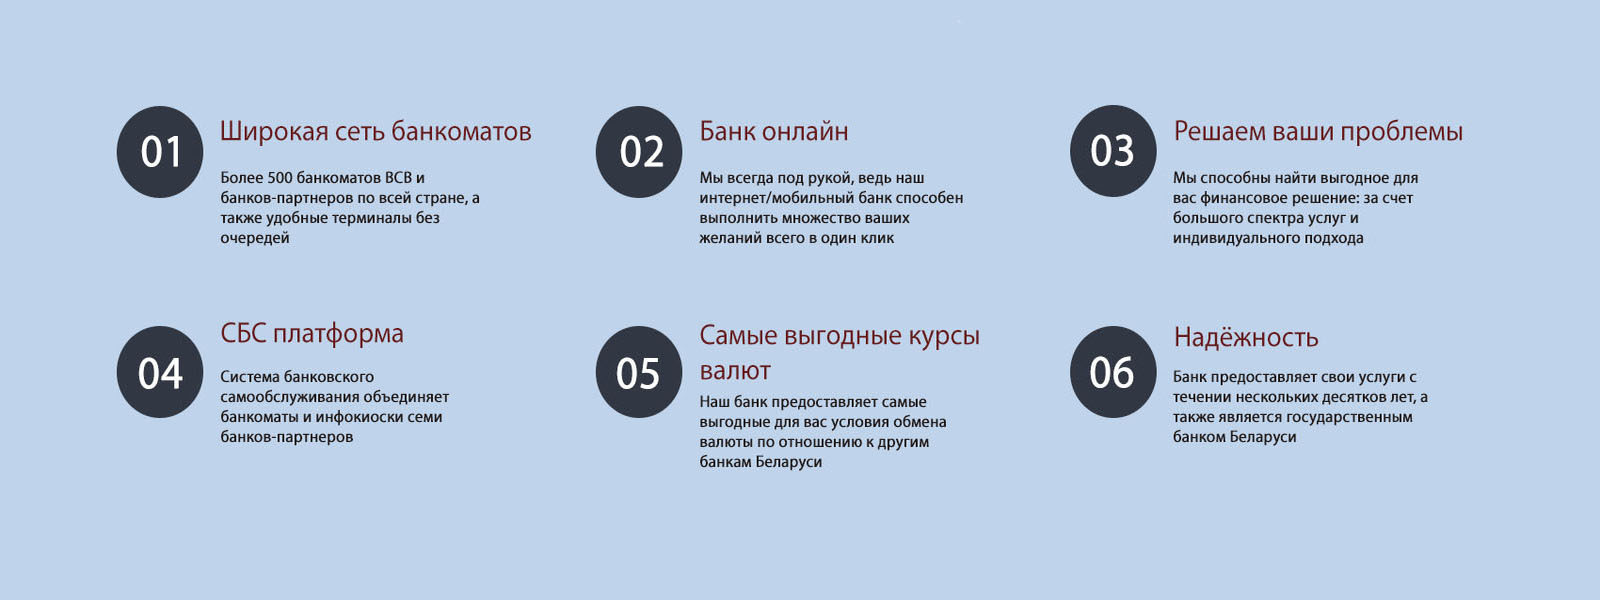 01
Широкая сеть банкоматов
Более 500 банкоматов BCB и
банков-партнеров по всей стране, а
также удобные терминалы без
очередей
02
Банк онлайн
Мы всегда под рукой, ведь наш
интернет/мобильный банк способен
выполнить множество ваших
желаний всего в один клик
03
Решаем ваши проблемы
Мы способны найти выгодное для
вас финансовое решение: за счет
большого спектра услуг и
индивидуального подхода
04
СБС платформа
Система банковского
самообслуживания объединяет
банкоматы и инфокиоски семи
банков-партнеров
05
Самые выгодные курсы
валют
Наш банк предоставляет самые
выгодные для вас условия обмена
валюты по отношению к другим
банкам Беларуси
06
Надёжность
Банк предоставляет свои услуги с
течении нескольких десятков лет, а
также является государственным
банком Беларуси